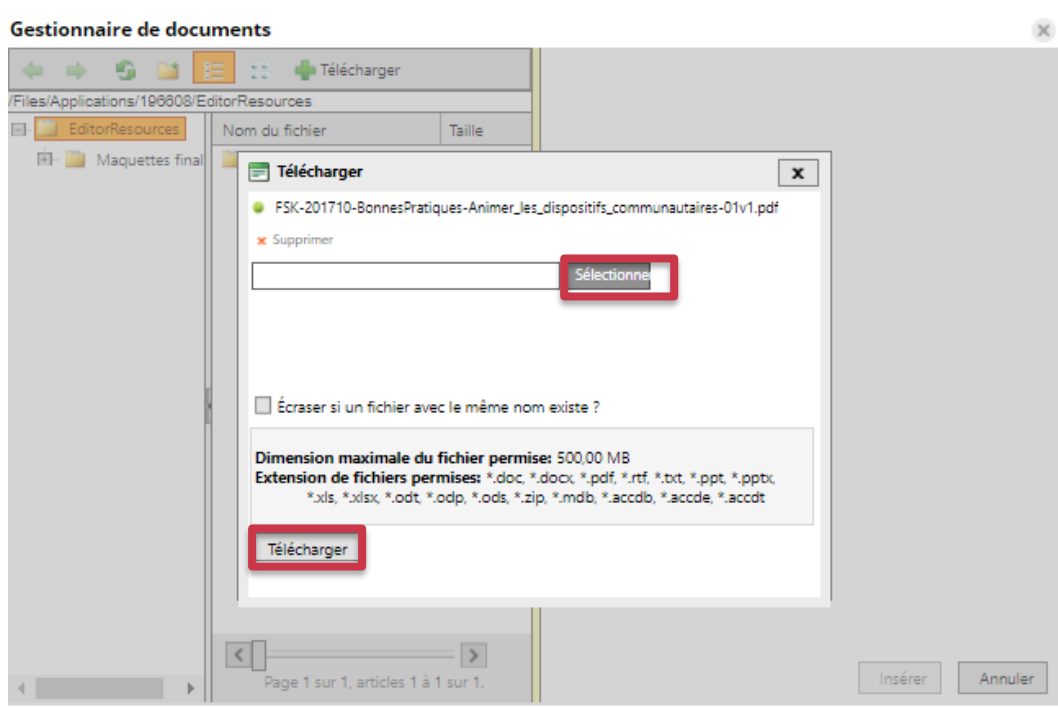 Gestionnaire de documents
Télécharger
/Files/Applications/196608/EditorResources
EditorResources
Nom du fichier
Taille
Maquettes final
Télécharger
x
FSK-201710-BonnesPratiques-Animer_les_dispositifs_communautaires-01v1.pdf
Supprimer
Sélectionne
Écraser si un fichier avec le même nom existe ?
Dimension maximale du fichier permise: 500,00 MB
Extension de fichiers permises: *.doc, *.docx, *.pdf, *.rtf, *.txt, *.ppt, *.pptx,
*.xls, *.xlsx, *.odt, *.odp, *.ods, *.zip, *.mdb, *.accdb, *.accde, *.accdt
Télécharger
Page 1 sur 1, articles 1 à 1 sur 1.
Insérer
Annuler